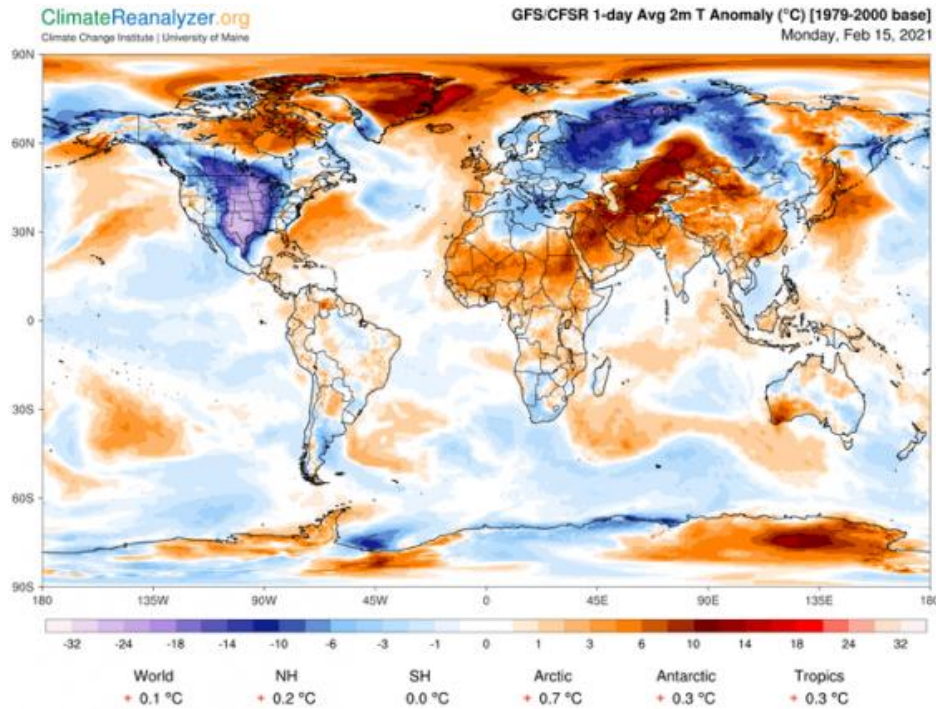 ClimateReanalyzer.org
Climate Change Institute | University of Maine
GFS/CFSR 1-day Avg 2m T Anomaly (°C) [1979-2000 base]
Monday, Feb 15, 2021
90N
60N
30N
0
30S
60S
90S
180 135W 90W 45W 0 45E 90E 135E 180
-32 -24 -18 -14 -10 -6 -3 -1 1 3 6 10 14 18 24 32
World NH SH Arctic Antarctic Tropics
+ 0.1 °C + 0.2 °C 0.0 °C + 0.7 °C + 0.3 °C + 0.3 °C